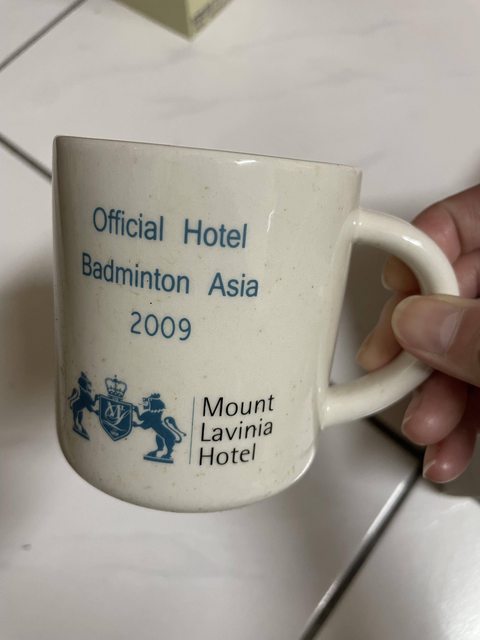 Official Hotel
Badminton Asia
2009
Mount
Lavinia
Hotel